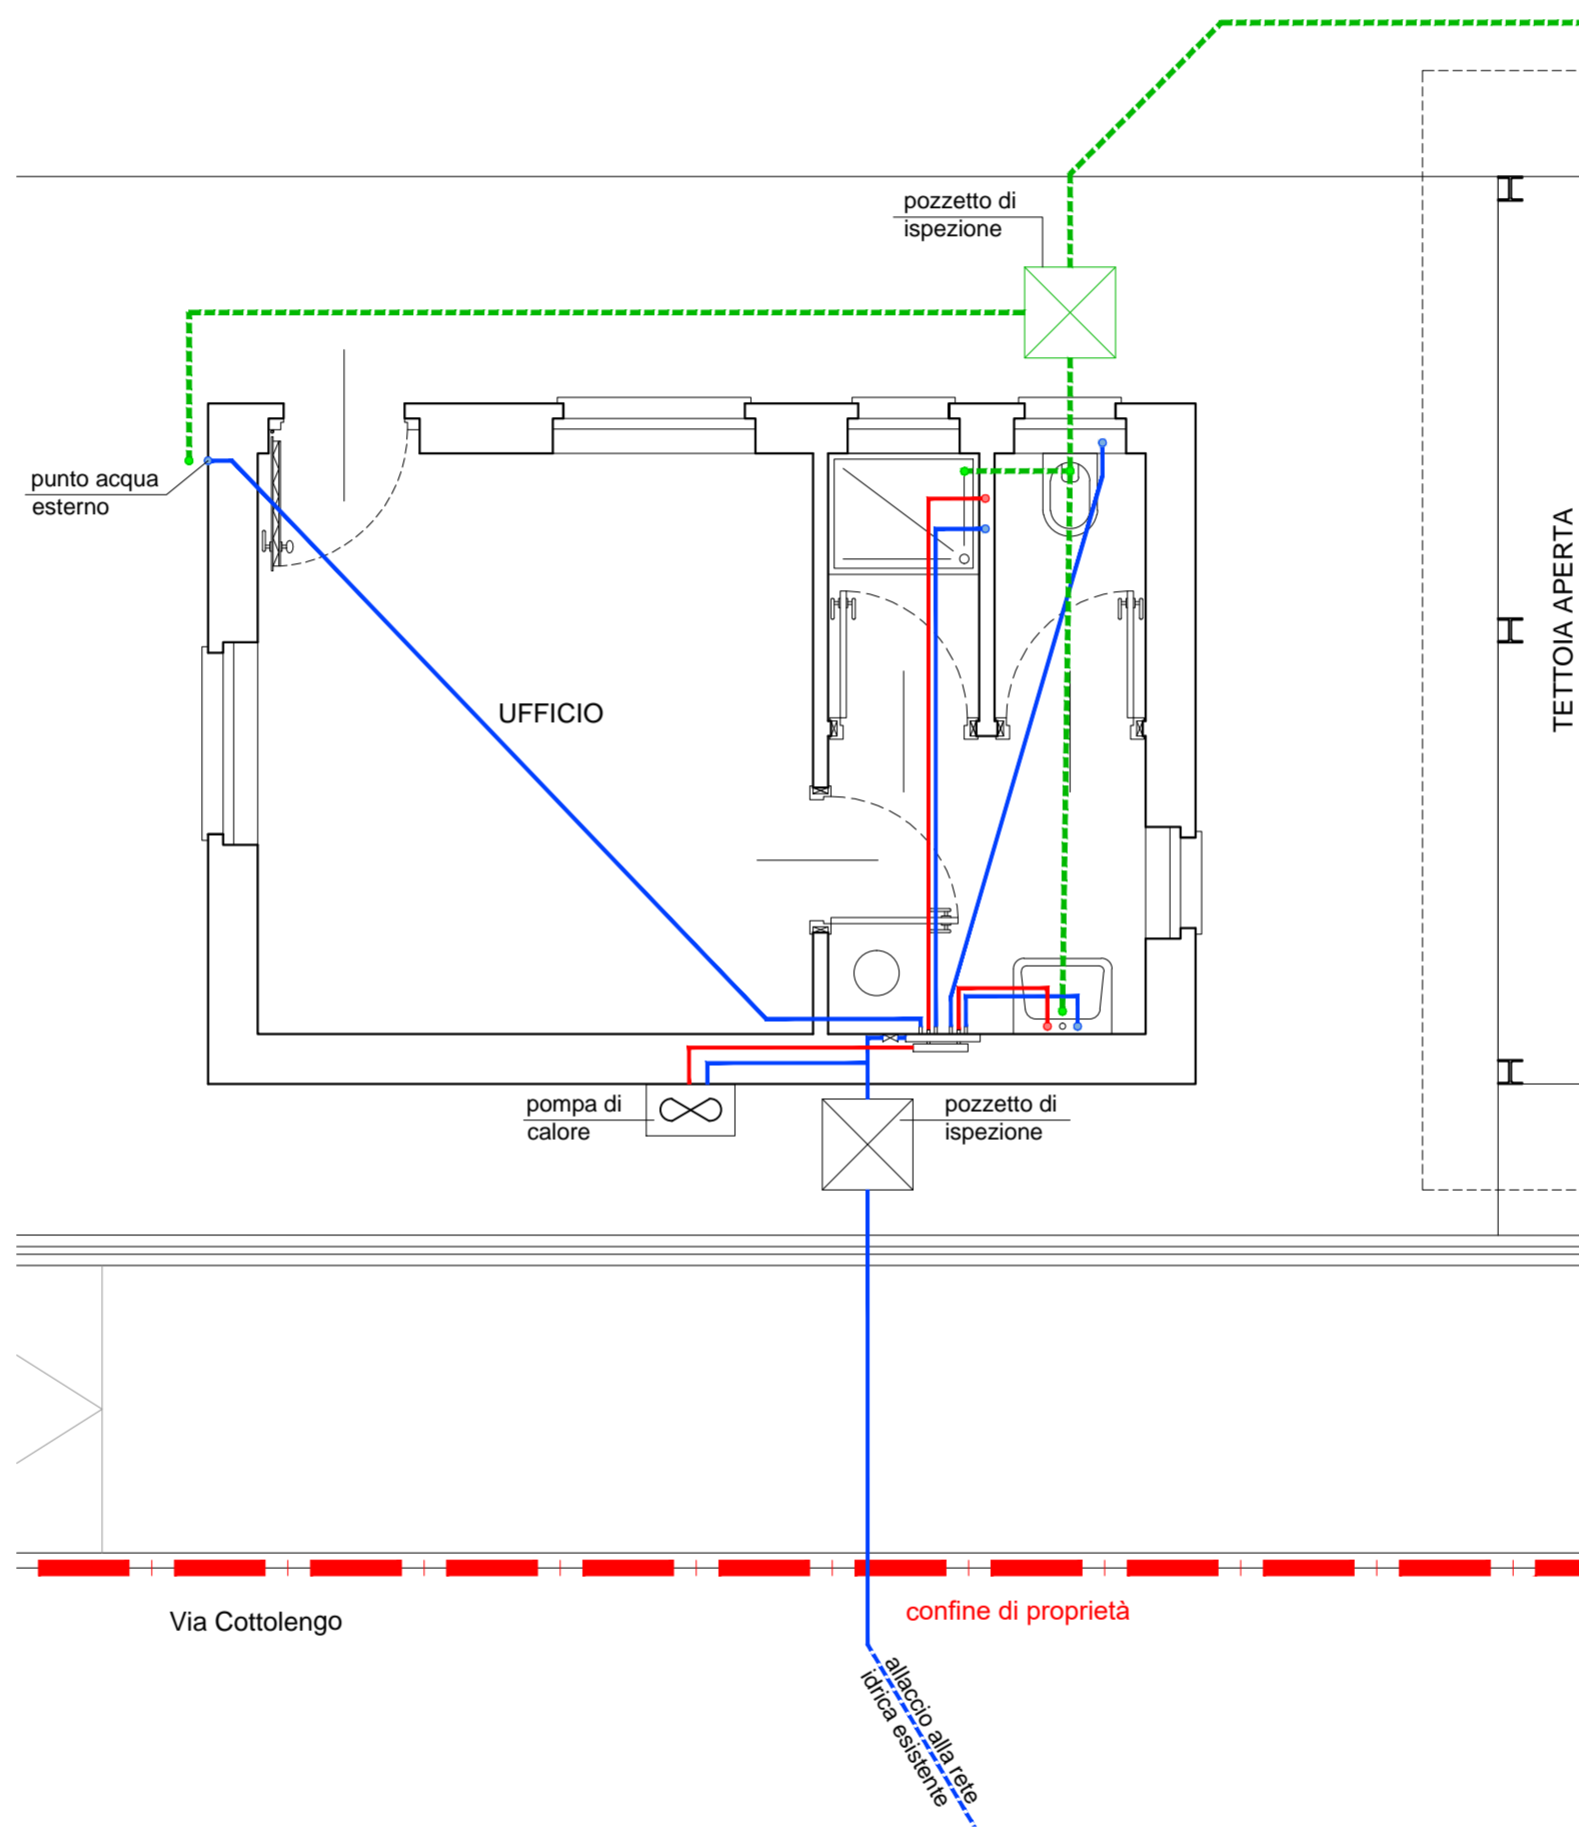 pozzetto di
ispezione
punto acqua
esterno
TETTOIA APERTA
UFFICIO
pompa di
calore
pozzetto di
ispezione
Via Cottolengo
confine di proprietà
allaccio alla rete
idrica esistente